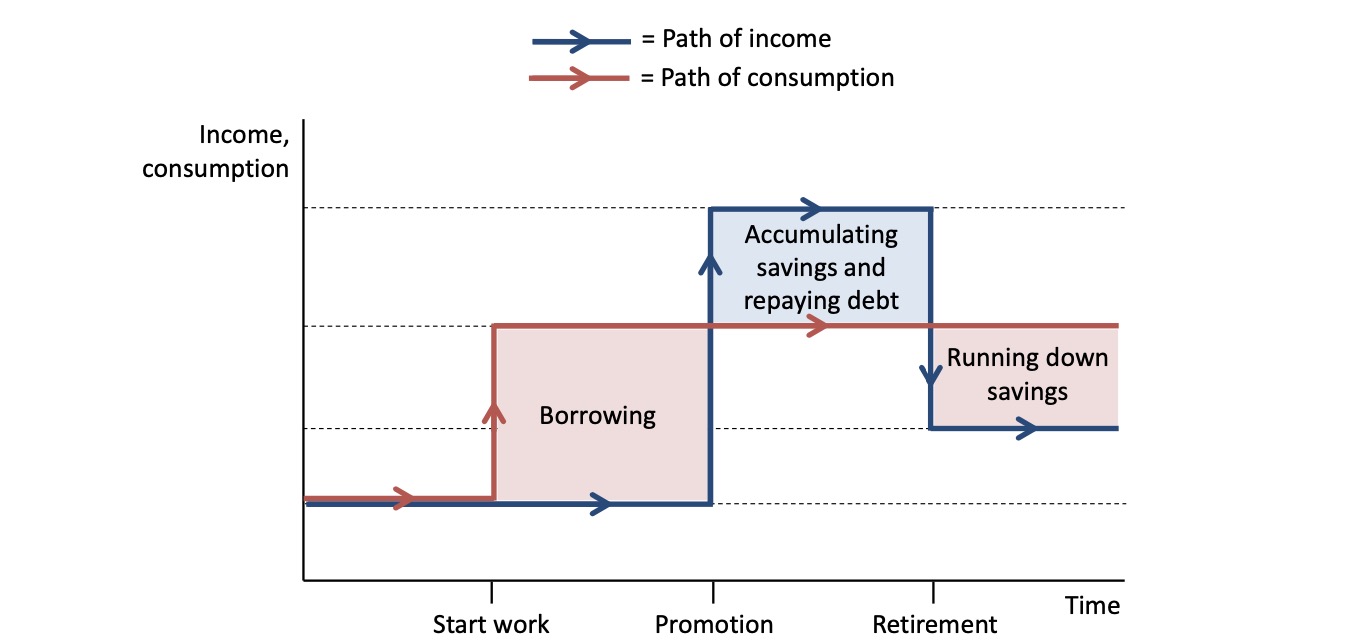 = Path of income
= Path of consumption
Income,
consumption
Accumulating
savings and
repaying debt
Running down
savings
Borrowing
Time
Start work
Promotion
Retirement